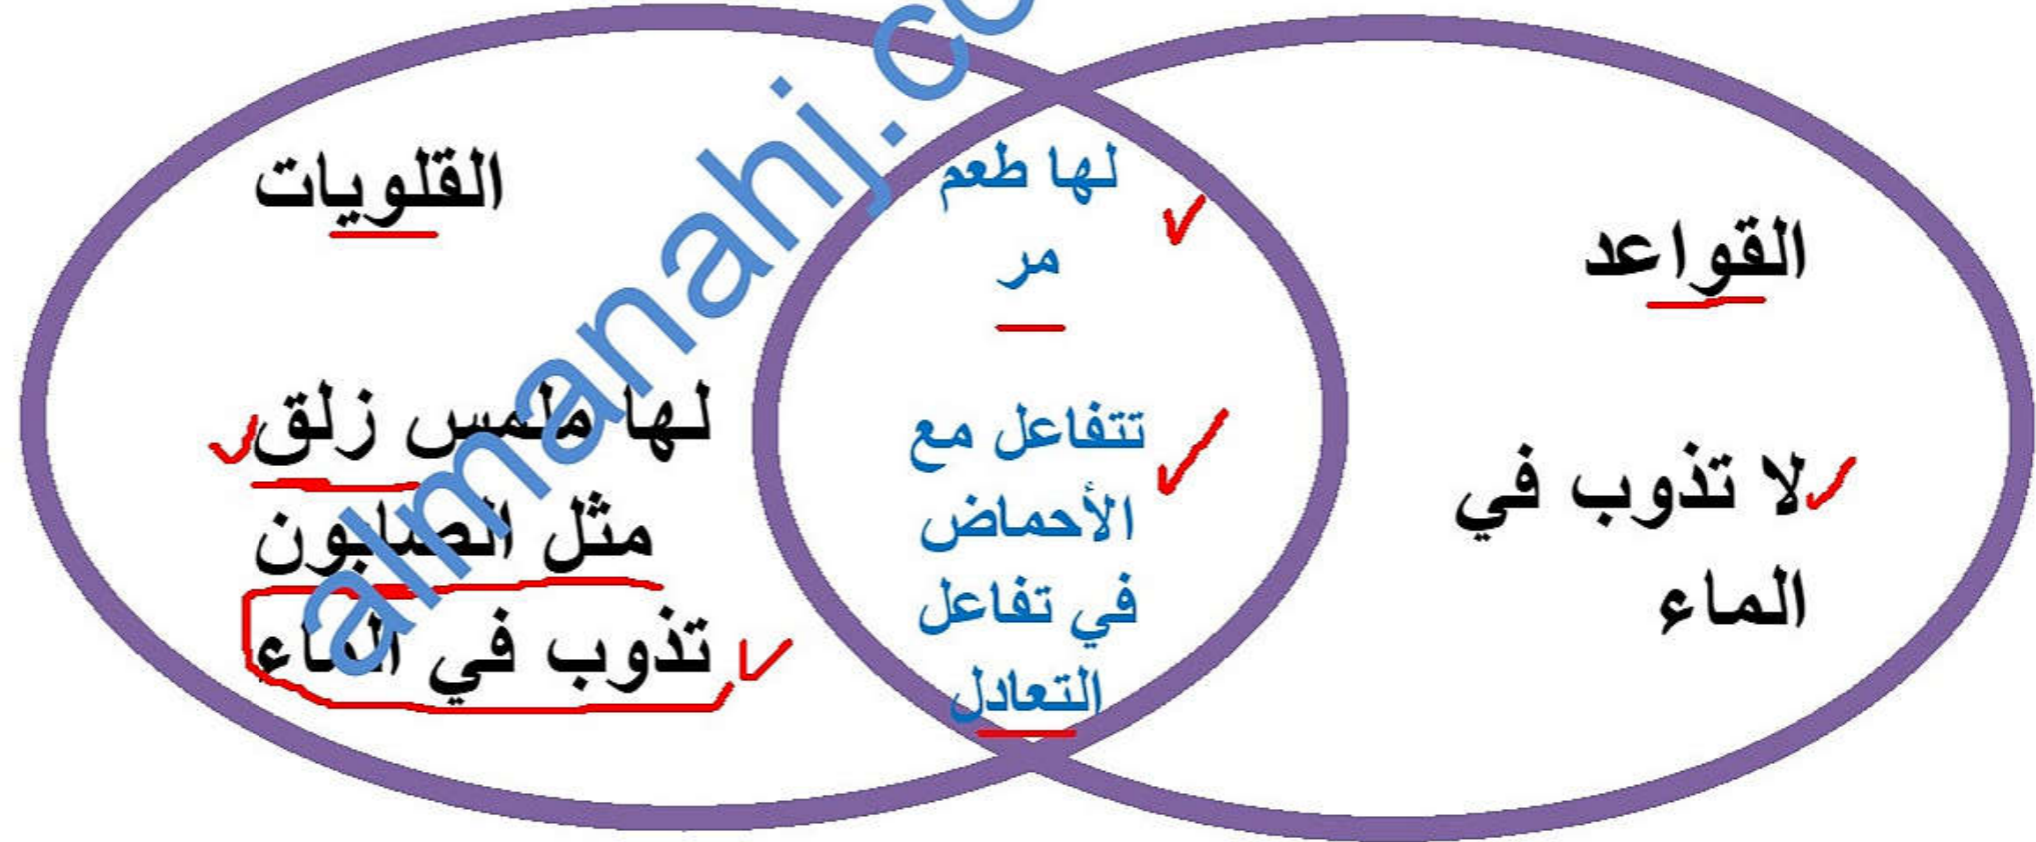 القواعد
لا تذوب في
الماء
لها طعم
مر
تتفاعل مع
الأحماض
في تفاعل
التعادل
القلويات
لها ملمس زلق
مثل الصابون
تذوب في الماء
almanahj.co